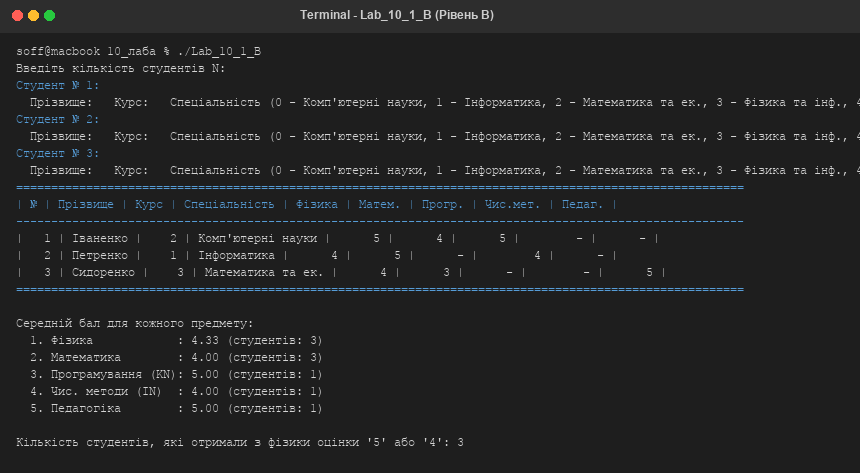 Terminal - Lab_10_1_B (Рівень B)
soff@macbook 10_лаба % ./Lab_10_1_B
Введіть кількість студентів N:
Студент № 1:
Прізвище:   Курс:   Спеціальність (0 - Комп'ютерні науки, 1 - Інформатика, 2 - Математика та ек., 3 - Фізика та інф., 4
Студент № 2:
Прізвище:   Курс:   Спеціальність (0 - Комп'ютерні науки, 1 - Інформатика, 2 - Математика та ек., 3 - Фізика та інф., 4
Студент № 3:
Прізвище:   Курс:   Спеціальність (0 - Комп'ютерні науки, 1 - Інформатика, 2 - Математика та ек., 3 - Фізика та інф., 4
========================================================================================================
| № | Прізвище | Курс | Спеціальність | Фізика | Матем. | Прогр. | Чис.мет. | Педаг. |
--------------------------------------------------------------------------------------------------------
|   1 | Іваненко |    2 | Комп'ютерні науки |      5 |      4 |      5 |        - |      - |
|   2 | Петренко |    1 | Інформатика |      4 |      5 |      - |        4 |      - |
|   3 | Сидоренко |    3 | Математика та ек. |      4 |      3 |      - |        - |      5 |
========================================================================================================
Середній бал для кожного предмету:
1. Фізика            : 4.33 (студентів: 3)
2. Математика        : 4.00 (студентів: 3)
3. Програмування (KN): 5.00 (студентів: 1)
4. Чис. методи (IN)  : 4.00 (студентів: 1)
5. Педагогіка        : 5.00 (студентів: 1)
Кількість студентів, які отримали з фізики оцінки '5' або '4': 3